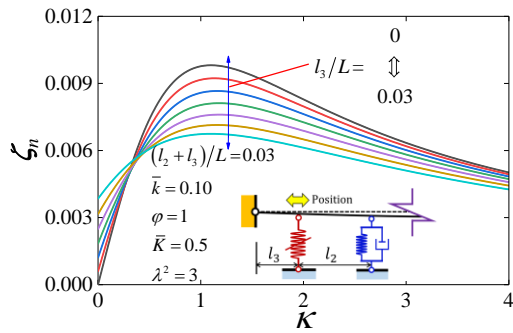 0.012
0.009
0.006
0.003
0.000
ζₙ
0
l₃/L =
0.03
(l₂ + l₃)/L = 0.03
k̄ = 0.10
φ = 1
K̄ = 0.5
λ² = 3
Position
l₃
l₂
0 1 2 3 4
κ